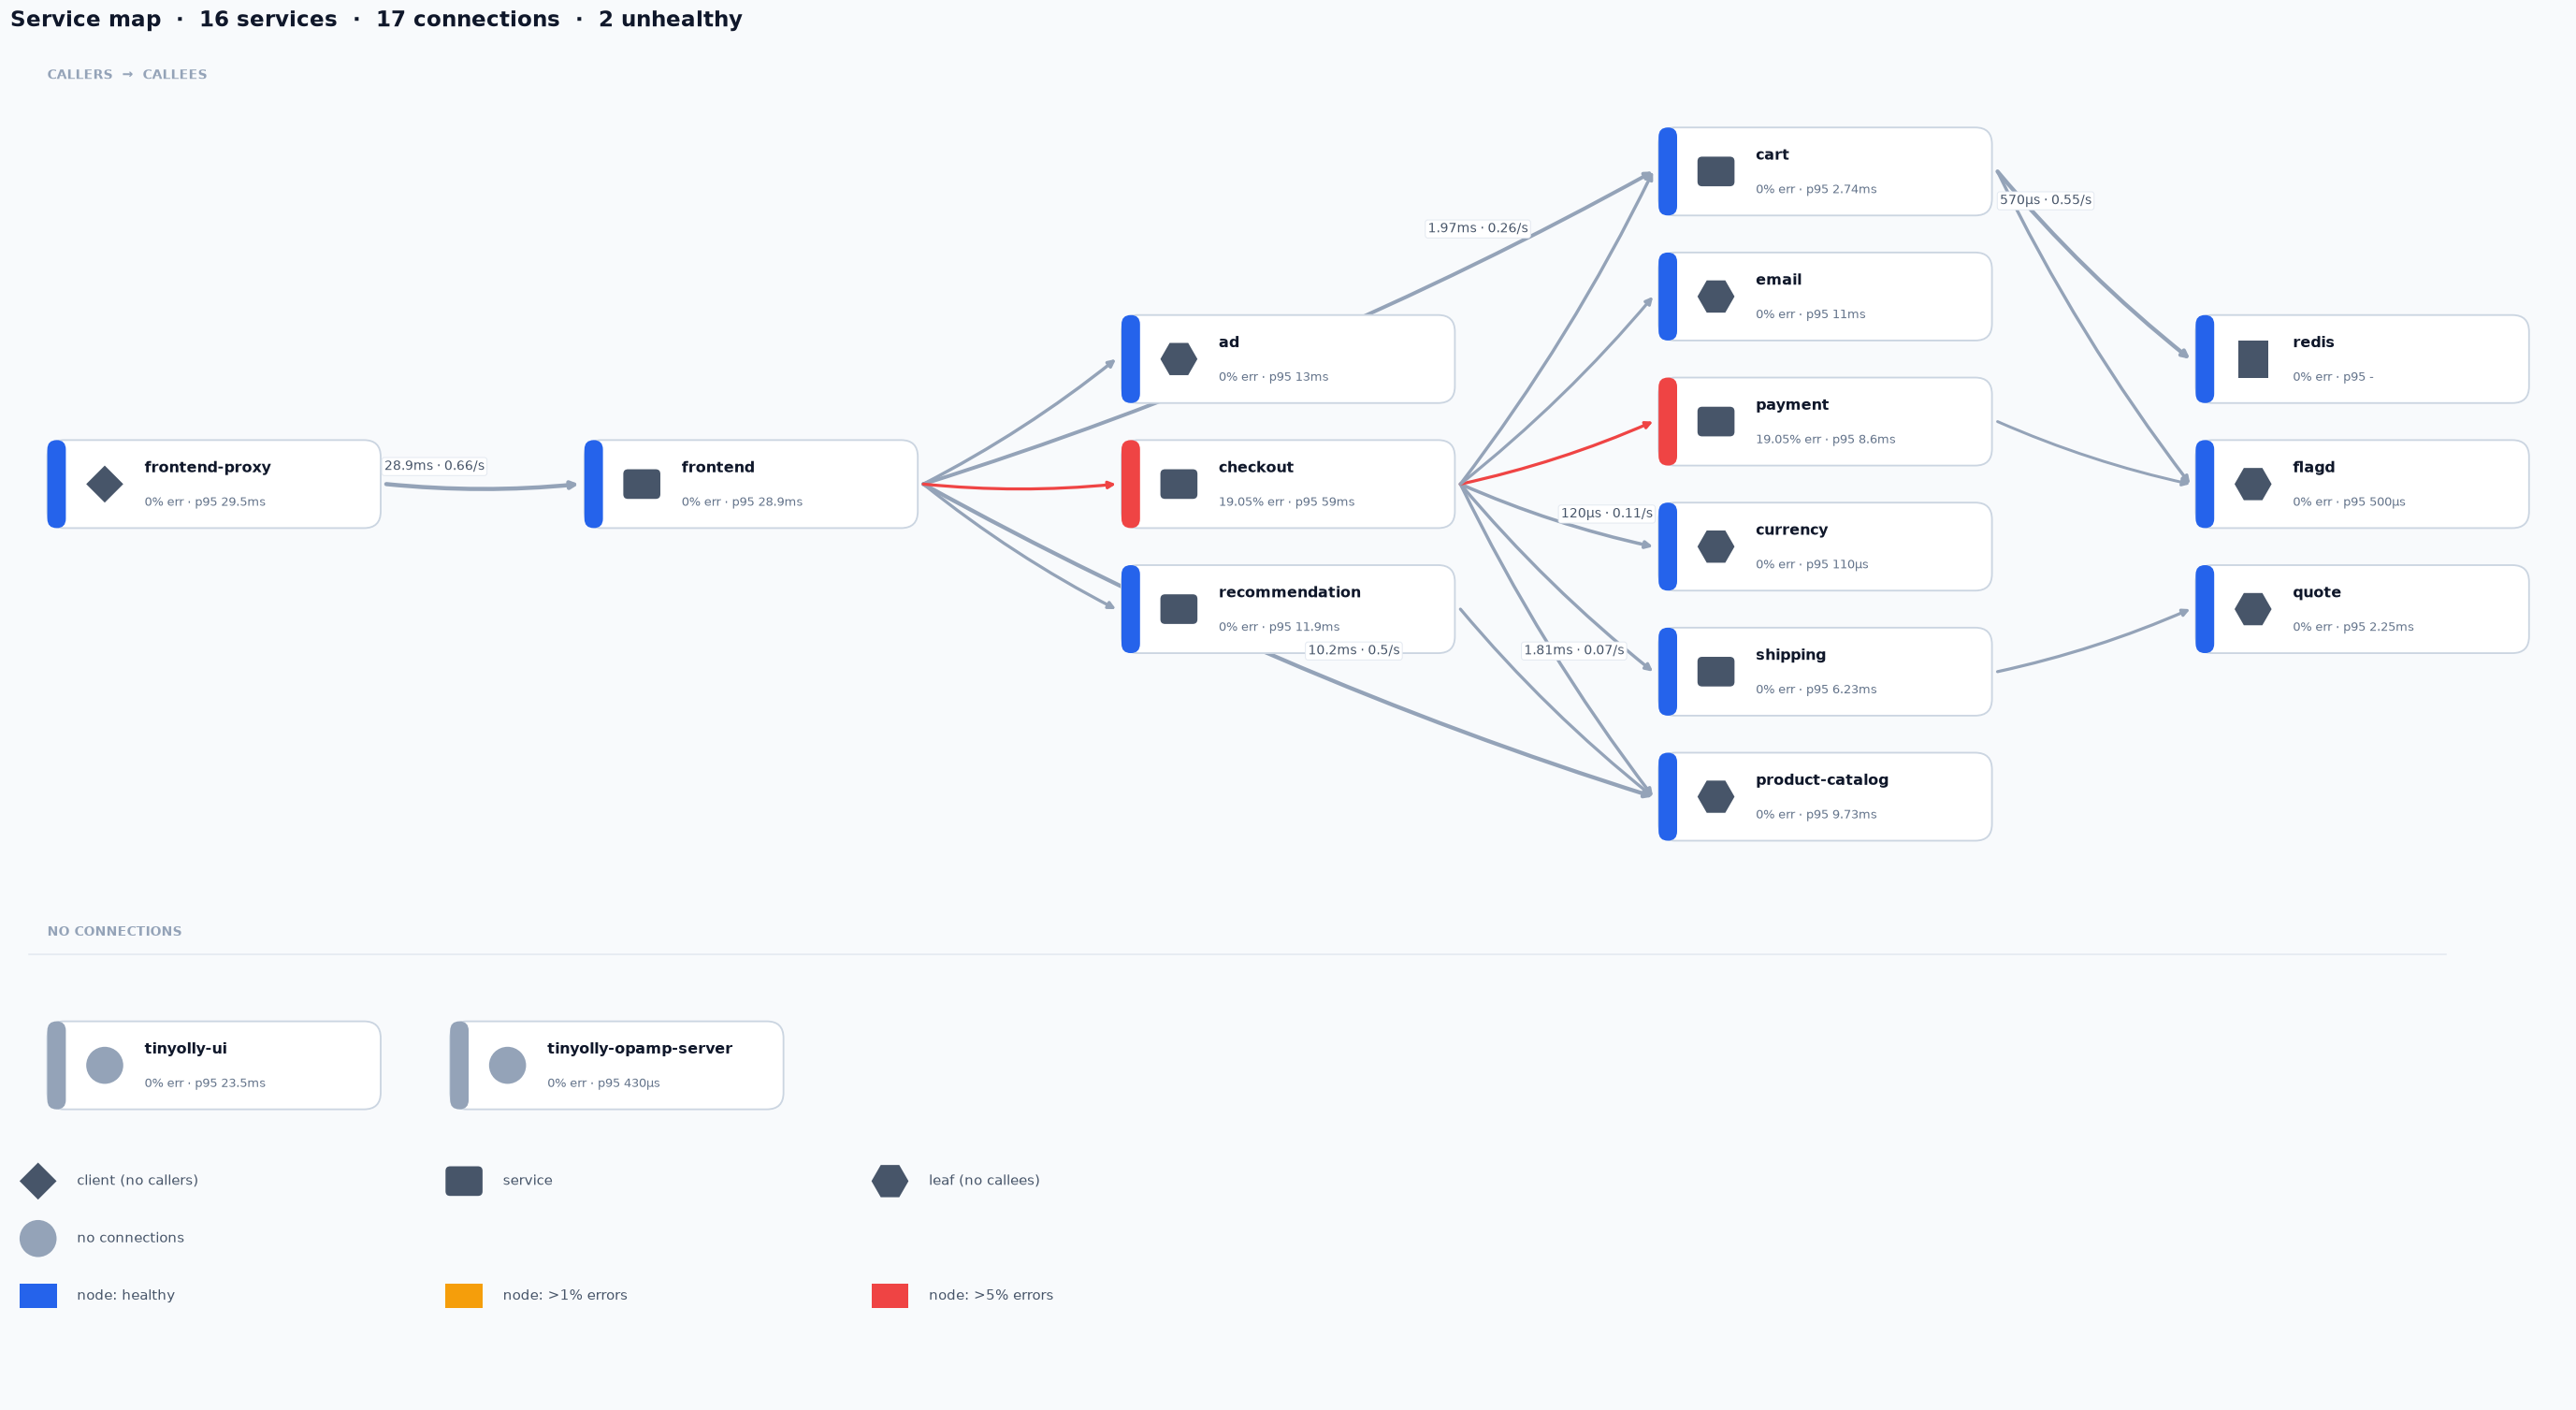 Service map · 16 services · 17 connections · 2 unhealthy
CALLERS → CALLEES
cart
0% err · p95 2.74ms
570µs · 0.55/s
1.97ms · 0.26/s
email
0% err · p95 11ms
ad
0% err · p95 13ms
redis
0% err · p95 -
payment
19.05% err · p95 8.6ms
frontend-proxy
0% err · p95 29.5ms
28.9ms · 0.66/s
frontend
0% err · p95 28.9ms
checkout
19.05% err · p95 59ms
flagd
0% err · p95 500µs
120µs · 0.11/s
currency
0% err · p95 110µs
recommendation
0% err · p95 11.9ms
quote
0% err · p95 2.25ms
10.2ms · 0.5/s
1.81ms · 0.07/s
shipping
0% err · p95 6.23ms
product-catalog
0% err · p95 9.73ms
NO CONNECTIONS
tinyolly-ui
0% err · p95 23.5ms
tinyolly-opamp-server
0% err · p95 430µs
client (no callers)
service
leaf (no callees)
no connections
node: healthy
node: >1% errors
node: >5% errors